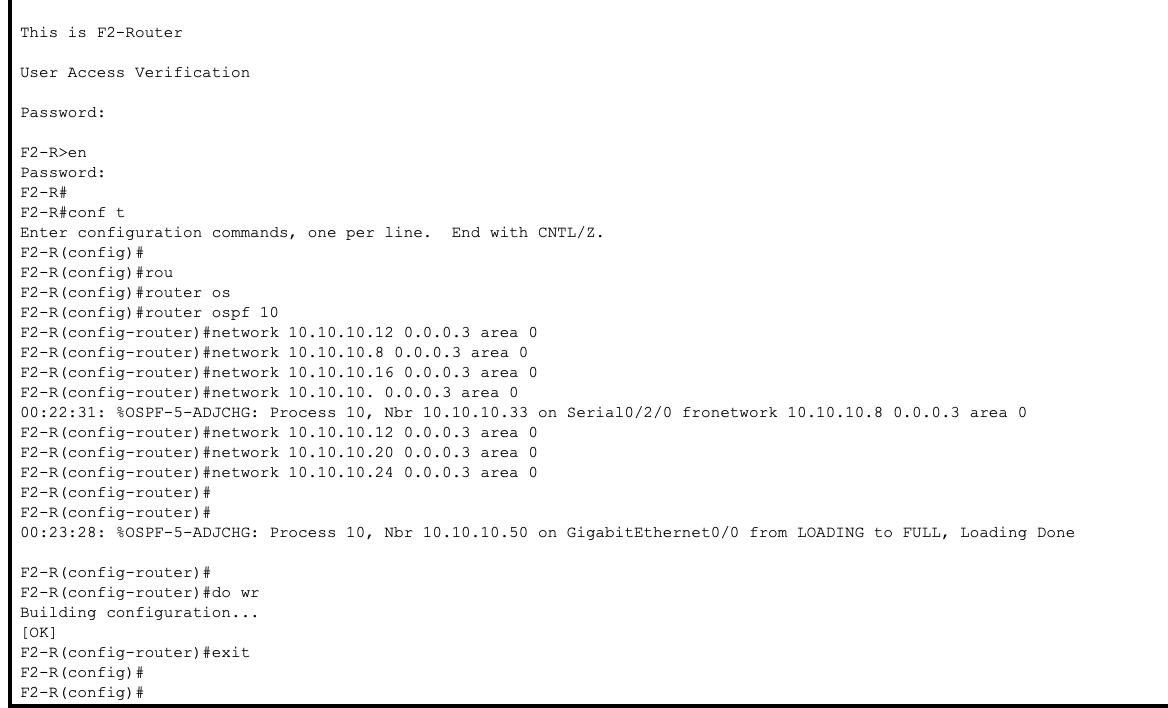 This is F2-Router
User Access Verification
Password:
F2-R>en
Password:
F2-R#
F2-R#conf t
Enter configuration commands, one per line.  End with CNTL/Z.
F2-R(config)#
F2-R(config)#rou
F2-R(config)#router os
F2-R(config)#router ospf 10
F2-R(config-router)#network 10.10.10.12 0.0.0.3 area 0
F2-R(config-router)#network 10.10.10.8 0.0.0.3 area 0
F2-R(config-router)#network 10.10.10.16 0.0.0.3 area 0
F2-R(config-router)#network 10.10.10. 0.0.0.3 area 0
00:22:31: %OSPF-5-ADJCHG: Process 10, Nbr 10.10.10.33 on Serial0/2/0 fronetwork 10.10.10.8 0.0.0.3 area 0
F2-R(config-router)#network 10.10.10.12 0.0.0.3 area 0
F2-R(config-router)#network 10.10.10.20 0.0.0.3 area 0
F2-R(config-router)#network 10.10.10.24 0.0.0.3 area 0
F2-R(config-router)#
F2-R(config-router)#
00:23:28: %OSPF-5-ADJCHG: Process 10, Nbr 10.10.10.50 on GigabitEthernet0/0 from LOADING to FULL, Loading Done
F2-R(config-router)#
F2-R(config-router)#do wr
Building configuration...
[OK]
F2-R(config-router)#exit
F2-R(config)#
F2-R(config)#